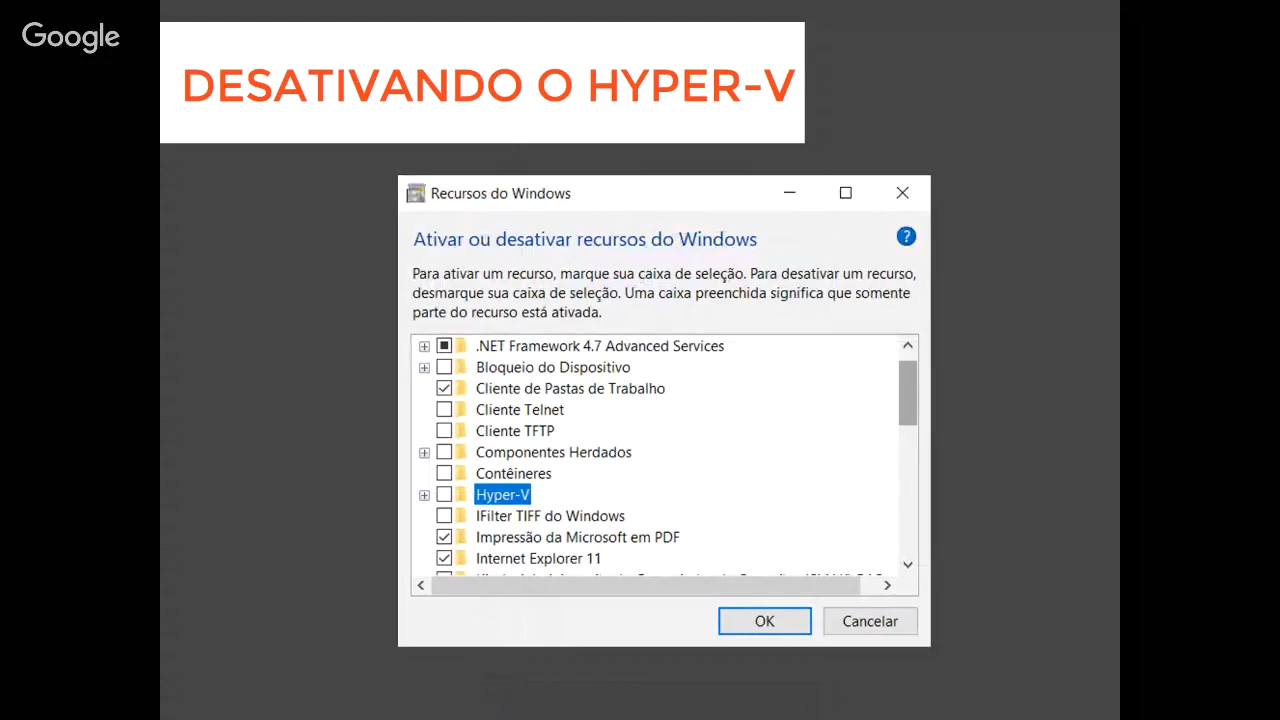 Google
DESATIVANDO O HYPER-V
Recursos do Windows
Ativar ou desativar recursos do Windows
?
Para ativar um recurso, marque sua caixa de seleção. Para desativar um recurso,
desmarque sua caixa de seleção. Uma caixa preenchida significa que somente
parte do recurso está ativada.
.NET Framework 4.7 Advanced Services
Bloqueio do Dispositivo
Cliente de Pastas de Trabalho
Cliente Telnet
Cliente TFTP
Componentes Herdados
Contêineres
Hyper-V
IFilter TIFF do Windows
Impressão da Microsoft em PDF
Internet Explorer 11
OK
Cancelar